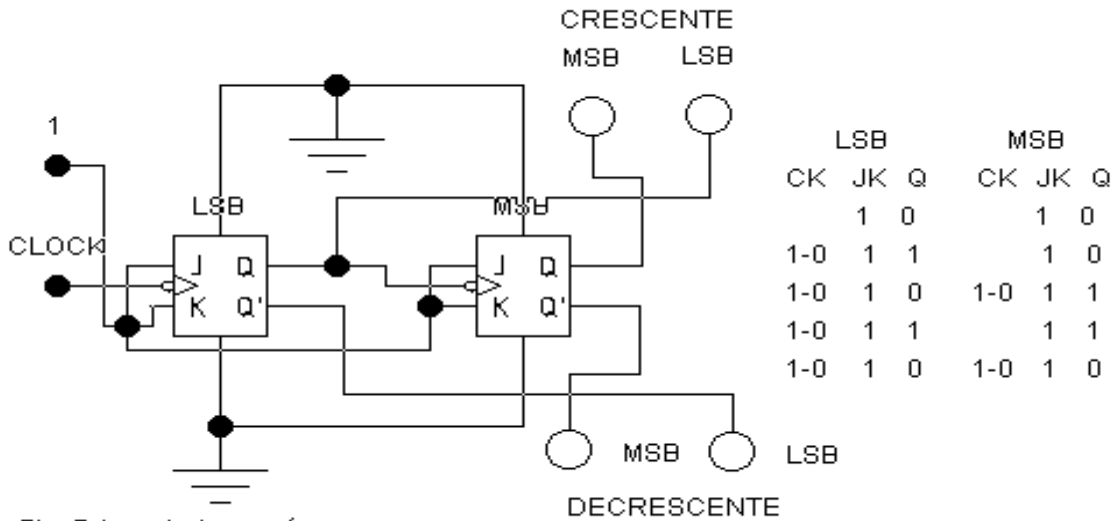 CRESCENTE
MSB LSB
1
LSB MSB
CK JK Q CK JK Q
1 0 1 0
1-0 1 1 1 0
1-0 1 0 1-0 1 1
1-0 1 1 1 1
1-0 1 0 1-0 1 0
LSB MSB
CLOCK
J Q J Q
K Q' K Q'
MSB LSB
DECRESCENTE